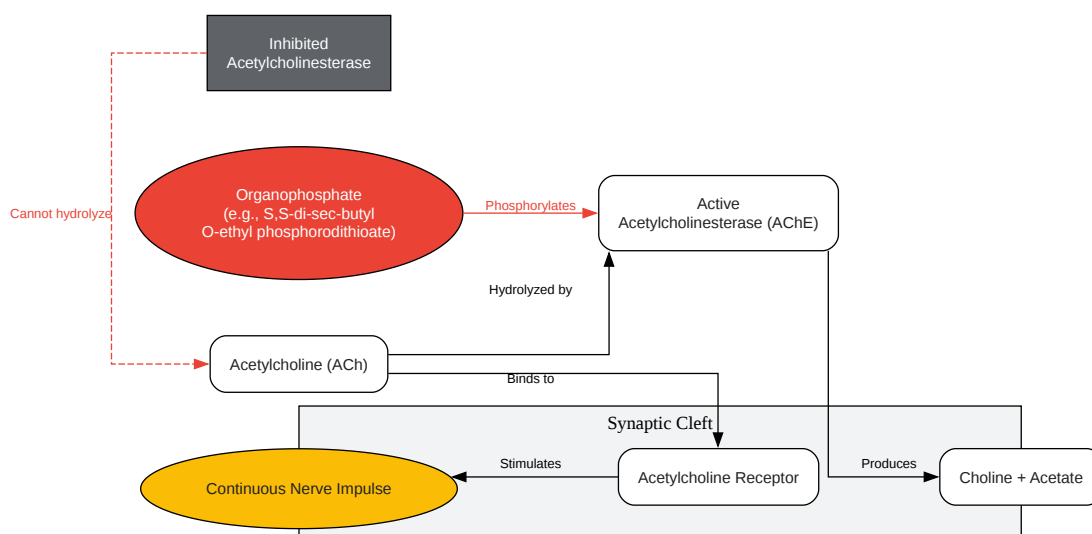 Inhibited
Acetylcholinesterase
Cannot hydrolyze
Organophosphate
(e.g., S,S-di-sec-butyl
O-ethyl phosphorodithioate)
Phosphorylates
Active
Acetylcholinesterase (AChE)
Hydrolyzed by
Acetylcholine (ACh)
Binds to
Synaptic Cleft
Continuous Nerve Impulse
Stimulates
Acetylcholine Receptor
Produces
Choline + Acetate